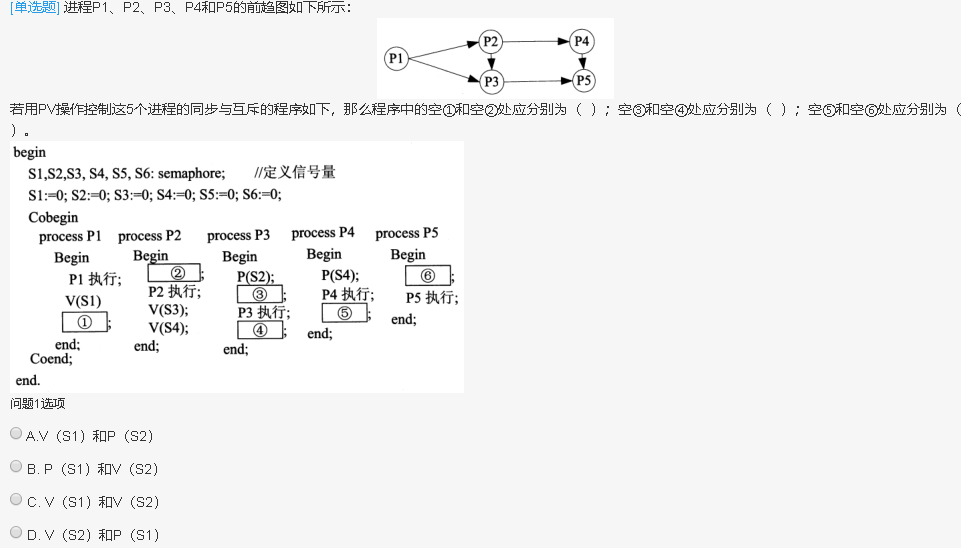 [单选题] 进程P1、P2、P3、P4和P5的前趋图如下所示：
P1
P2
P4
P3
P5
若用PV操作控制这5个进程的同步与互斥的程序如下，那么程序中的空①和空②处应分别为（ ）；空③和空④处应分别为（ ）；空⑤和空⑥处应分别为（
）。
begin
S1,S2,S3, S4, S5, S6: semaphore; //定义信号量
S1:=0; S2:=0; S3:=0; S4:=0; S5:=0; S6:=0;
Cobegin
process P1 process P2 process P3 process P4 process P5
Begin Begin Begin Begin Begin
P1 执行; ②; P(S2); P(S4); ⑥;
V(S1) P2 执行; ③; P4 执行; P5 执行;
①; V(S3); P3 执行; ⑤; end;
V(S4); ④; end;
end; end; end;
Coend;
end.
问题1选项
A.V（S1）和P（S2）
B. P（S1）和V（S2）
C. V（S1）和V（S2）
D. V（S2）和P（S1）